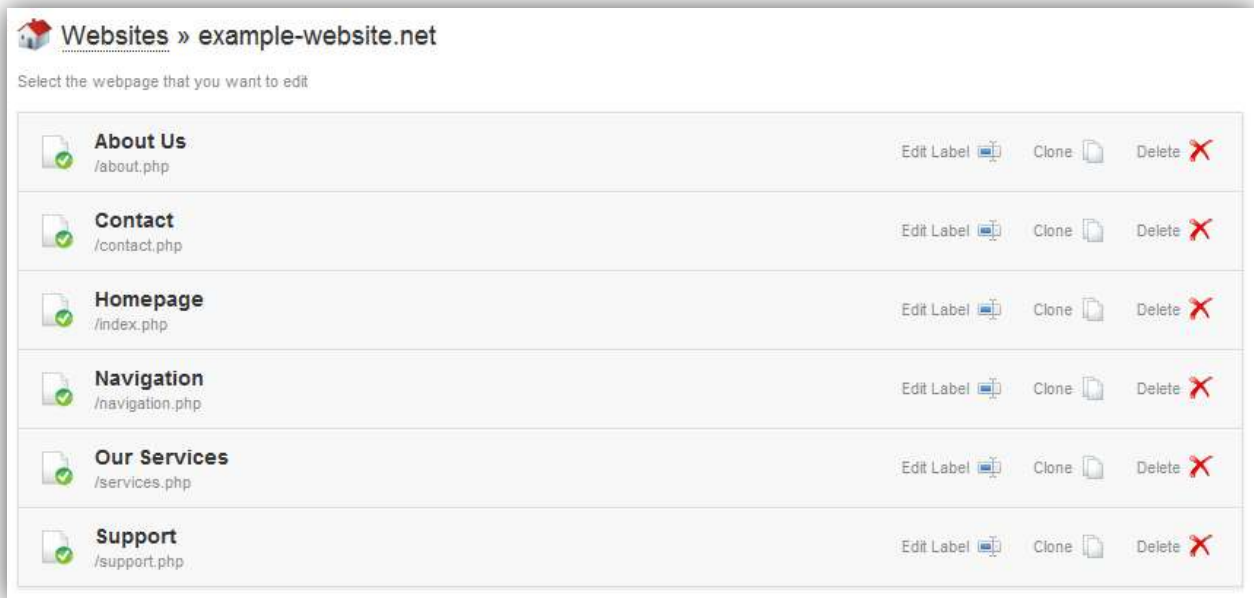 Websites » example-website.net
Select the webpage that you want to edit
About Us
/about.php
Edit Label Clone Delete
Contact
/contact.php
Edit Label Clone Delete
Homepage
/index.php
Edit Label Clone Delete
Navigation
/navigation.php
Edit Label Clone Delete
Our Services
/services.php
Edit Label Clone Delete
Support
/support.php
Edit Label Clone Delete